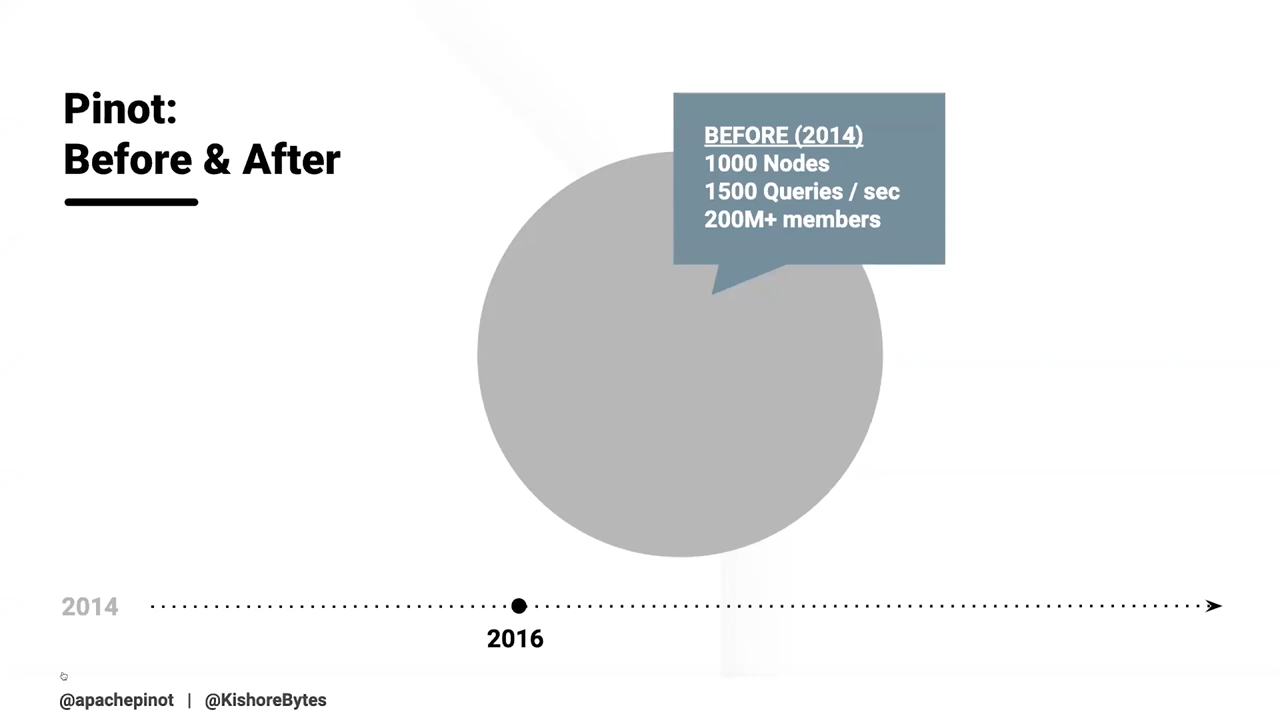 Pinot:
Before & After
BEFORE (2014)
1000 Nodes
1500 Queries / sec
200M+ members
2014
2016
@apachepinot | @KishoreBytes